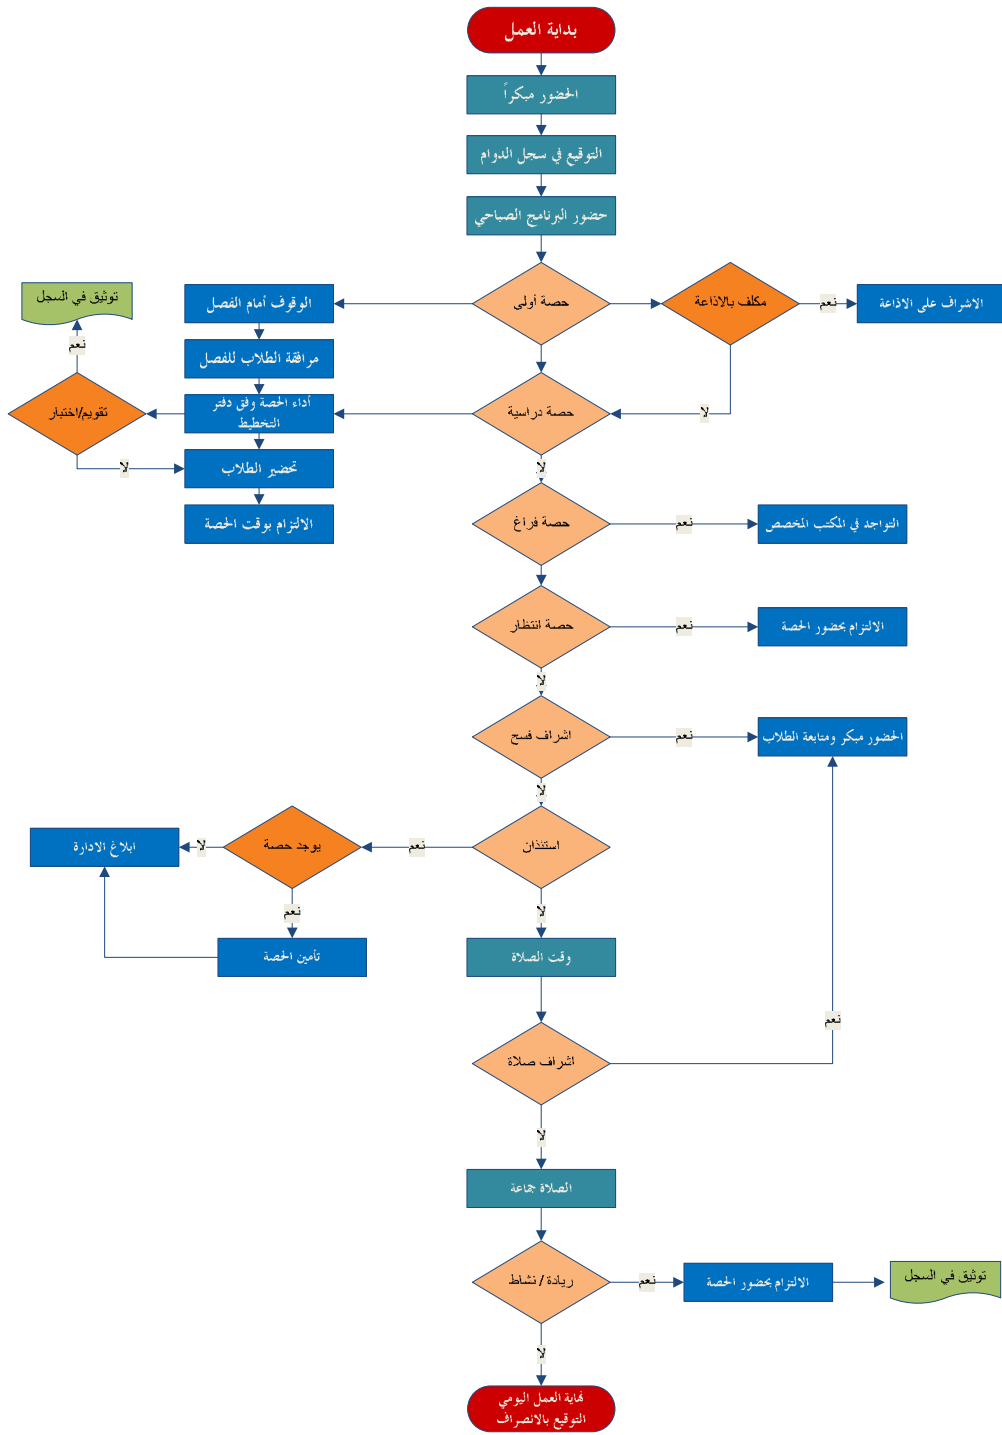 بداية العمل
الحضور مبكراً
التوقيع في سجل الدوام
حضور البرنامج الصباحي
حصة أولى
مكلف بالاذاعة
نعم
الاشراف على الاذاعة
لا
الوقوف أمام الفصل
مرافقة الطلاب للفصل
أداء الحصة وفق دفتر
التخطيط
تحضير الطلاب
الالتزام بوقت الحصة
توثيق في السجل
نعم
تقويم/اختبار
لا
حصة دراسية
لا
حصة فراغ
نعم
التواجد في المكتب المخصص
حصة انتظار
نعم
الالتزام بحضور الحصة
لا
اشراف فسح
نعم
الحضور مبكر ومتابعة الطلاب
لا
استئذان
نعم
يوجد حصة
لا
ابلاغ الادارة
نعم
تأمين الحصة
لا
وقت الصلاة
اشراف صلاة
نعم
لا
الصلاة جماعة
ريادة / نشاط
نعم
الالتزام بحضور الحصة
توثيق في السجل
لا
نهاية العمل اليومي
التوقيع بالانصراف